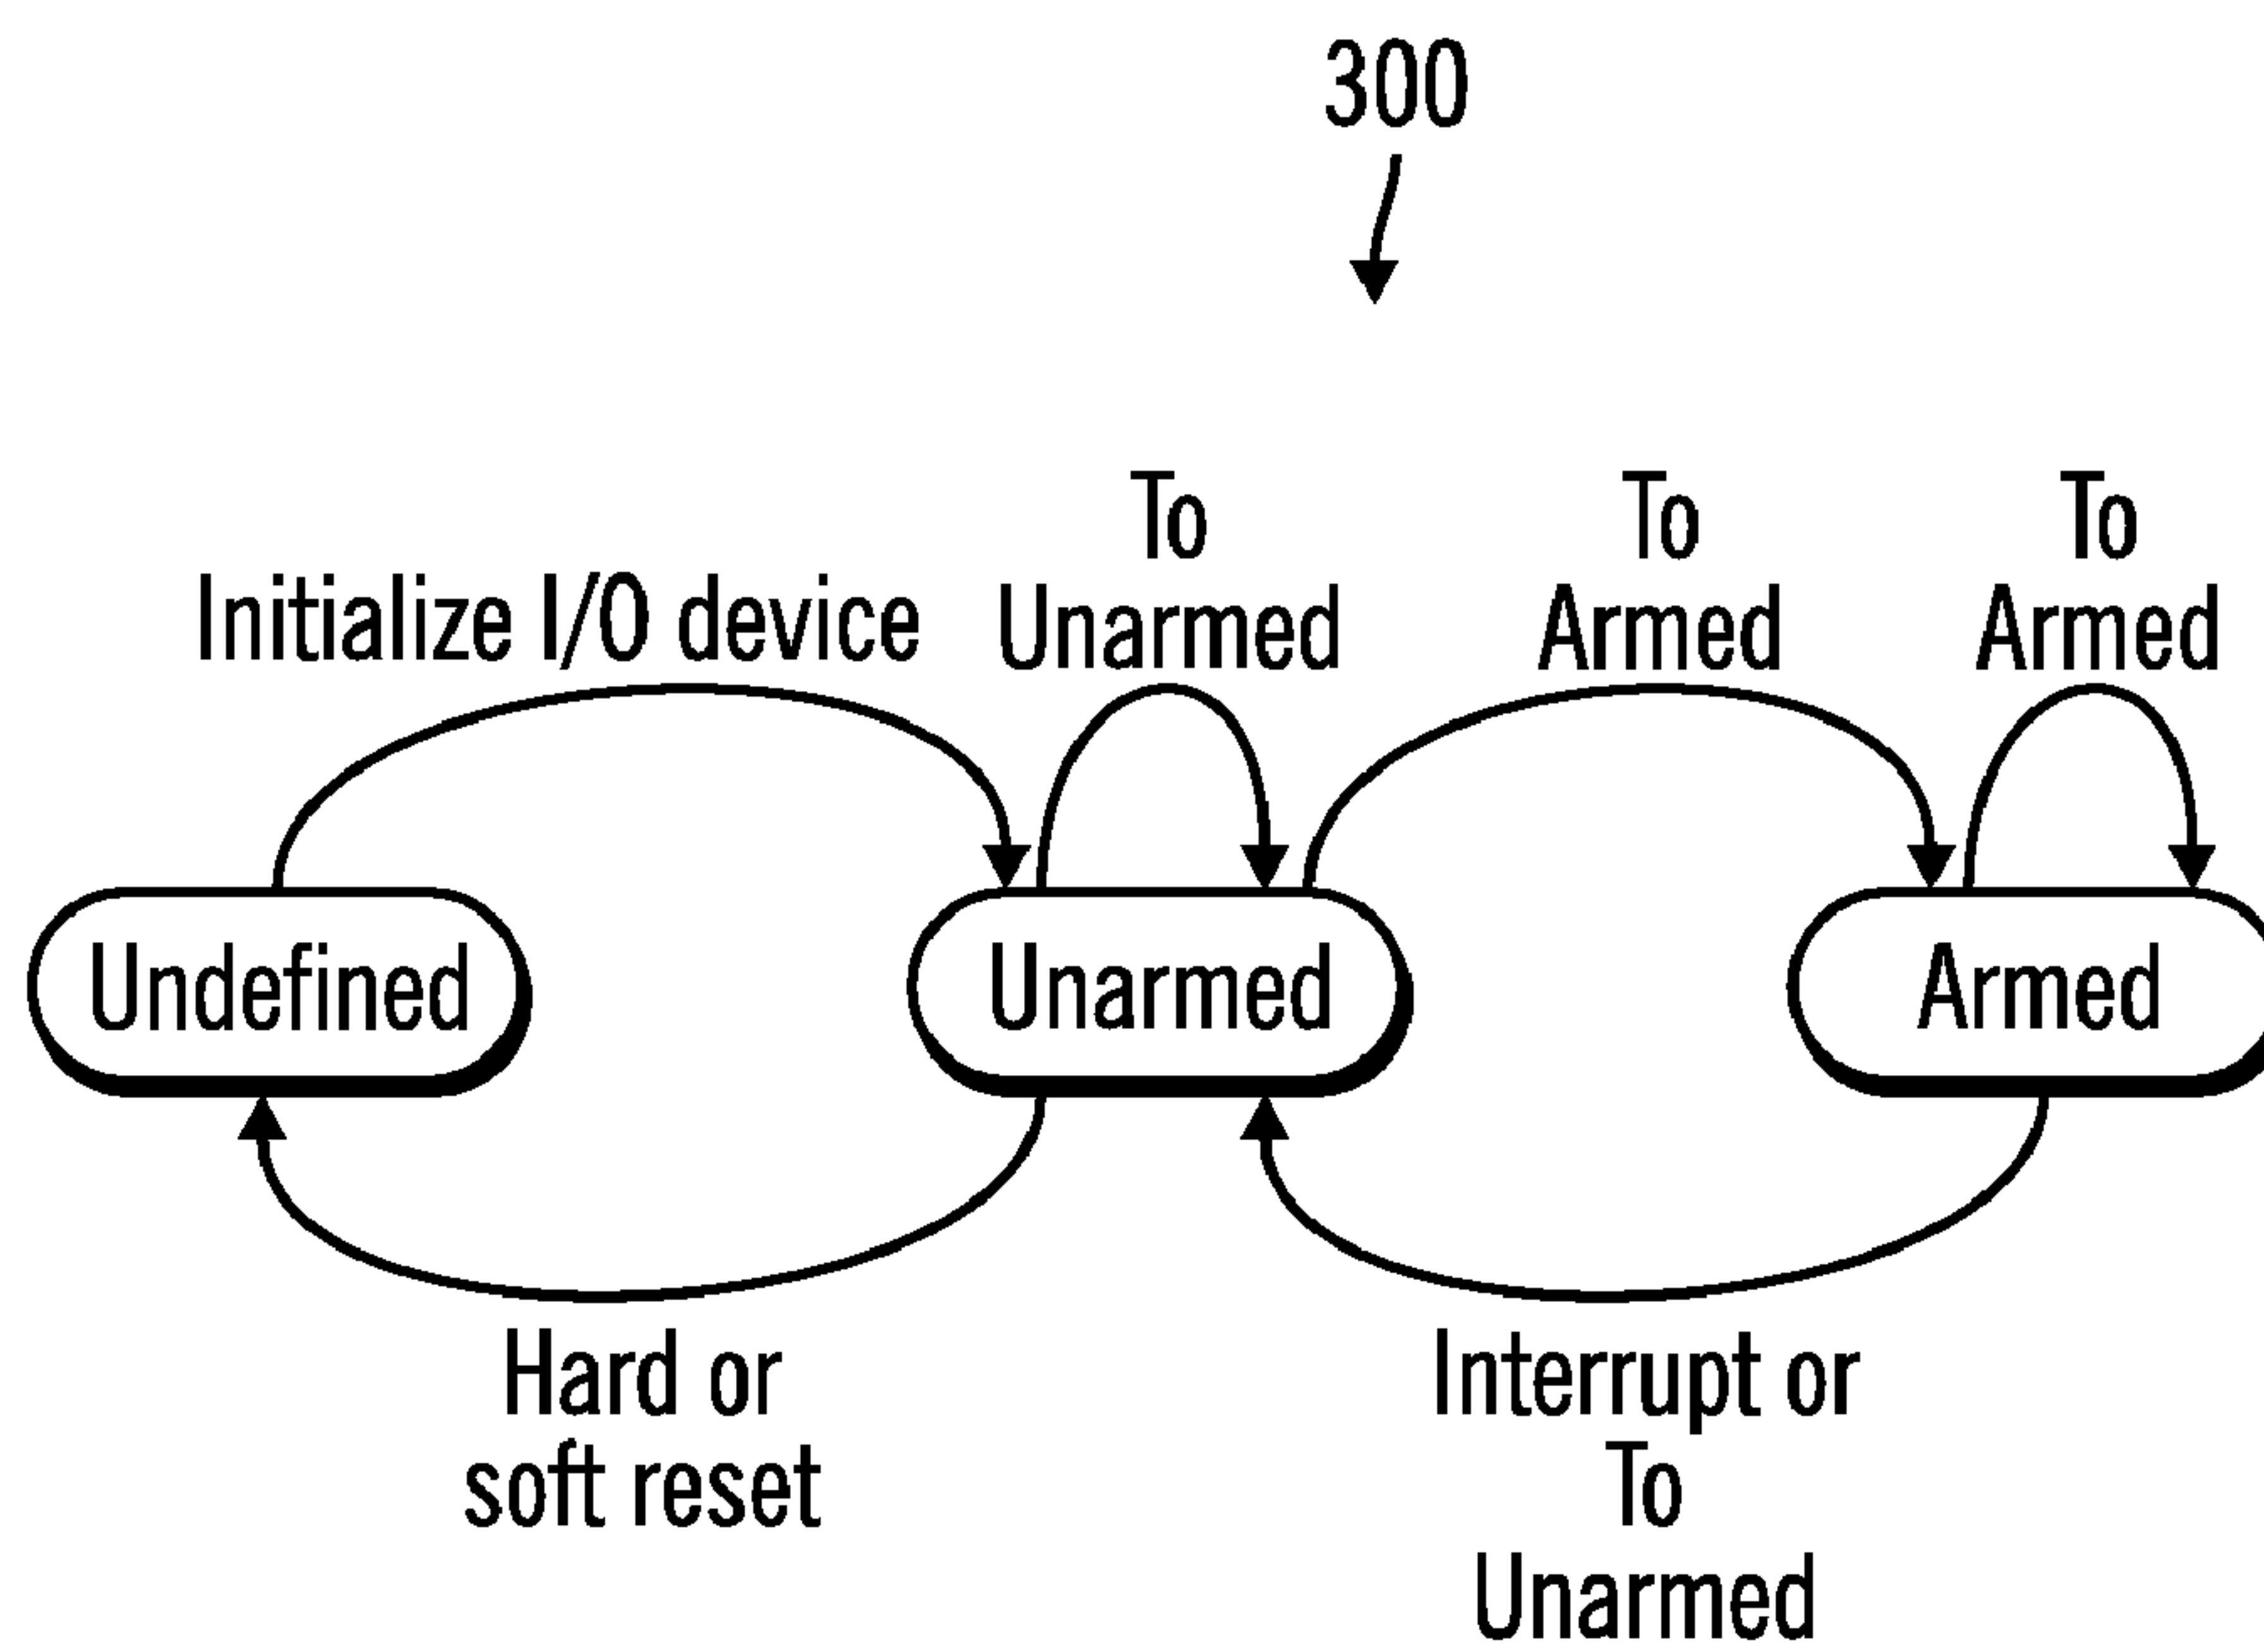 300
Initialize I/O device
To
Unarmed
To
Armed
To
Armed
Undefined
Unarmed
Armed
Hard or
soft reset
Interrupt or
To
Unarmed